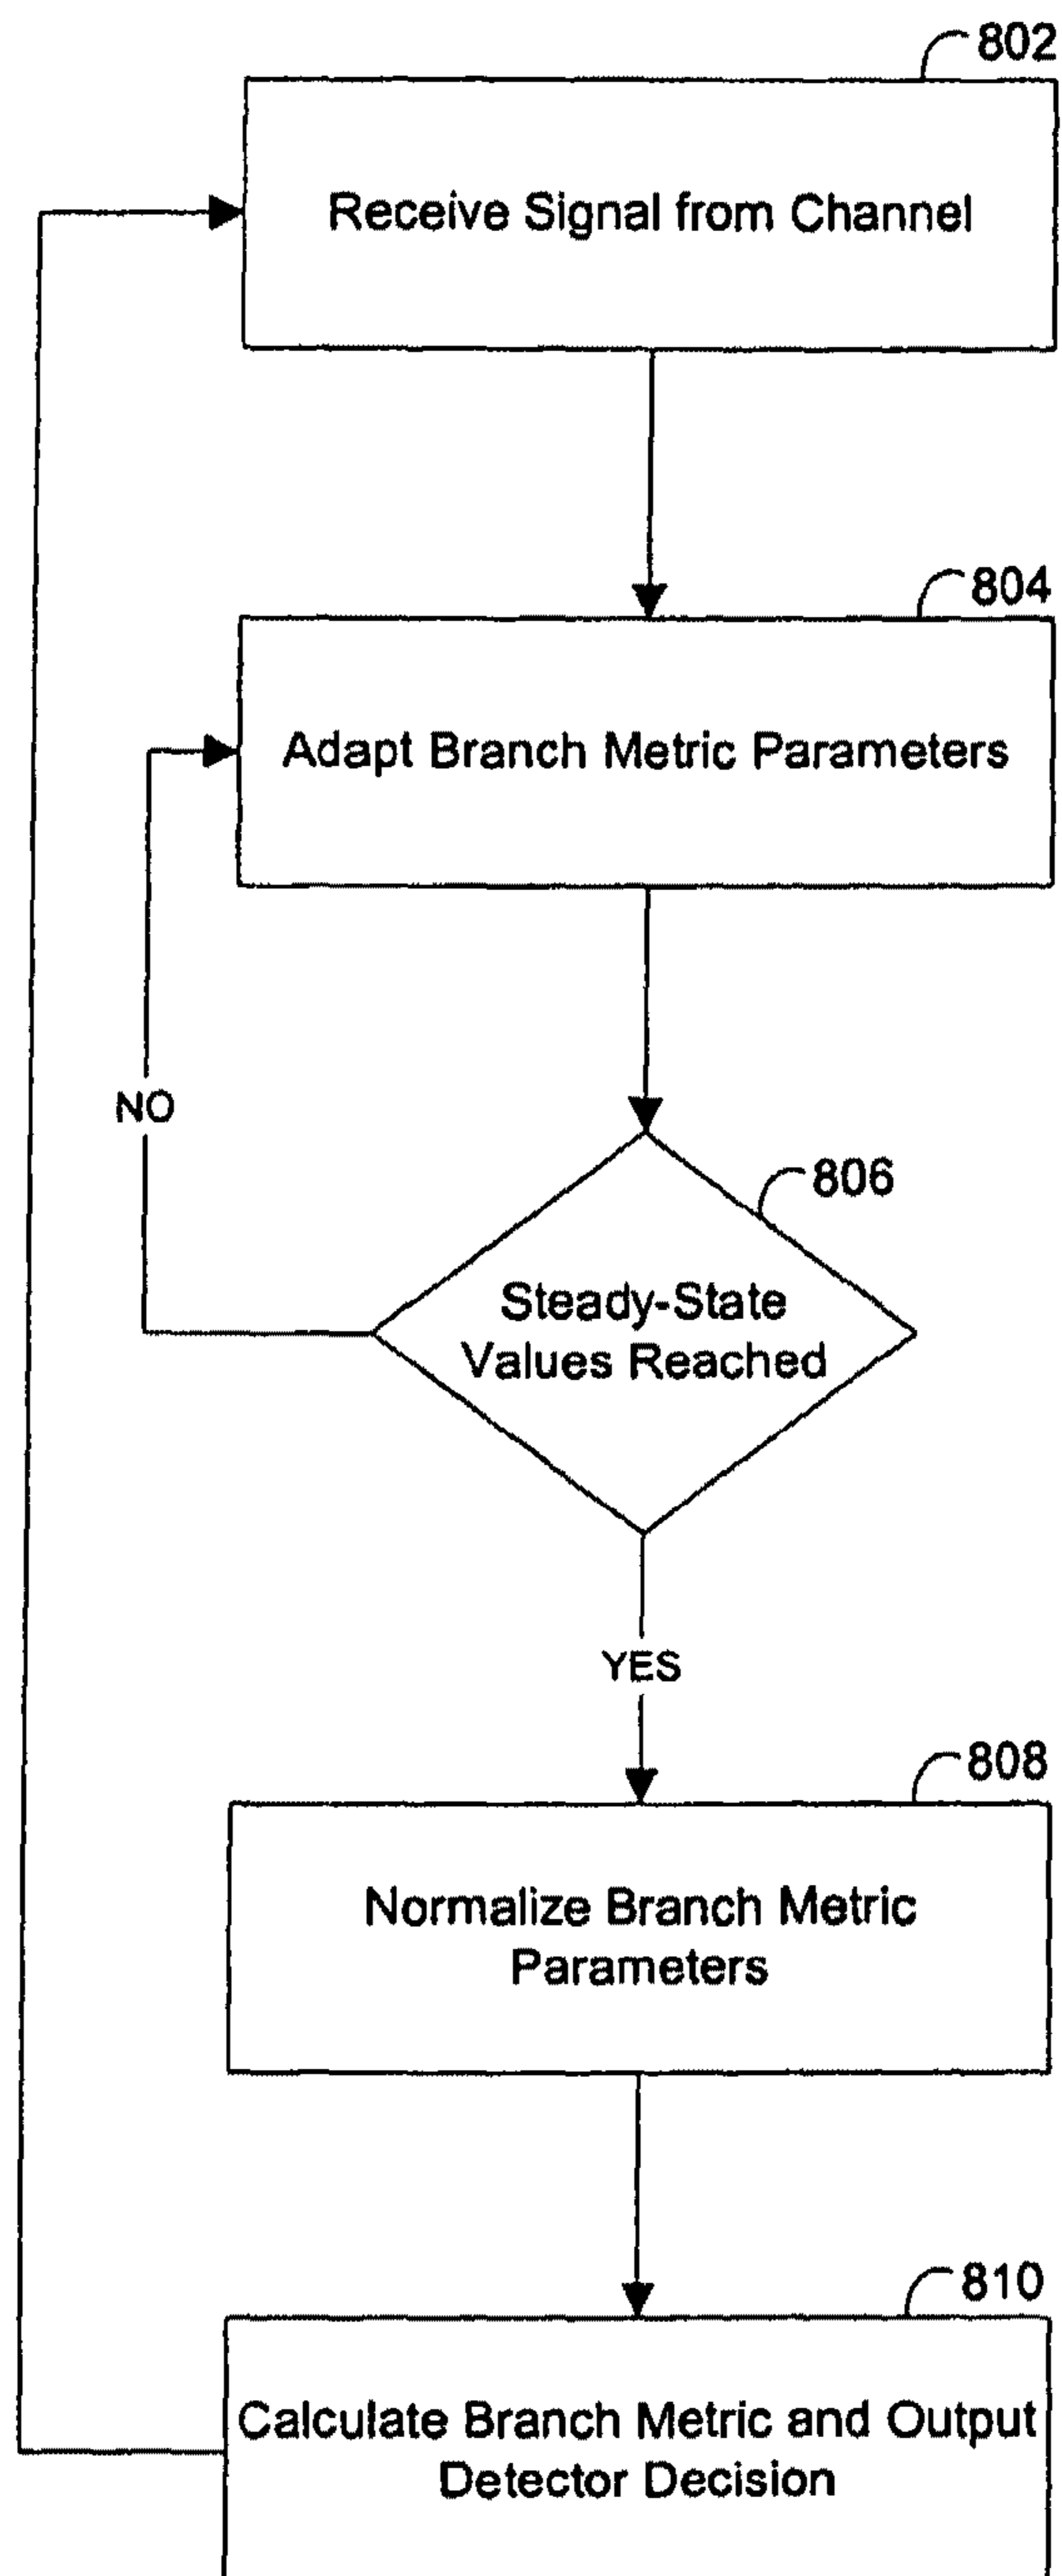 802
Receive Signal from Channel
804
Adapt Branch Metric Parameters
NO
806
Steady-State
Values Reached
YES
808
Normalize Branch Metric
Parameters
810
Calculate Branch Metric and Output
Detector Decision